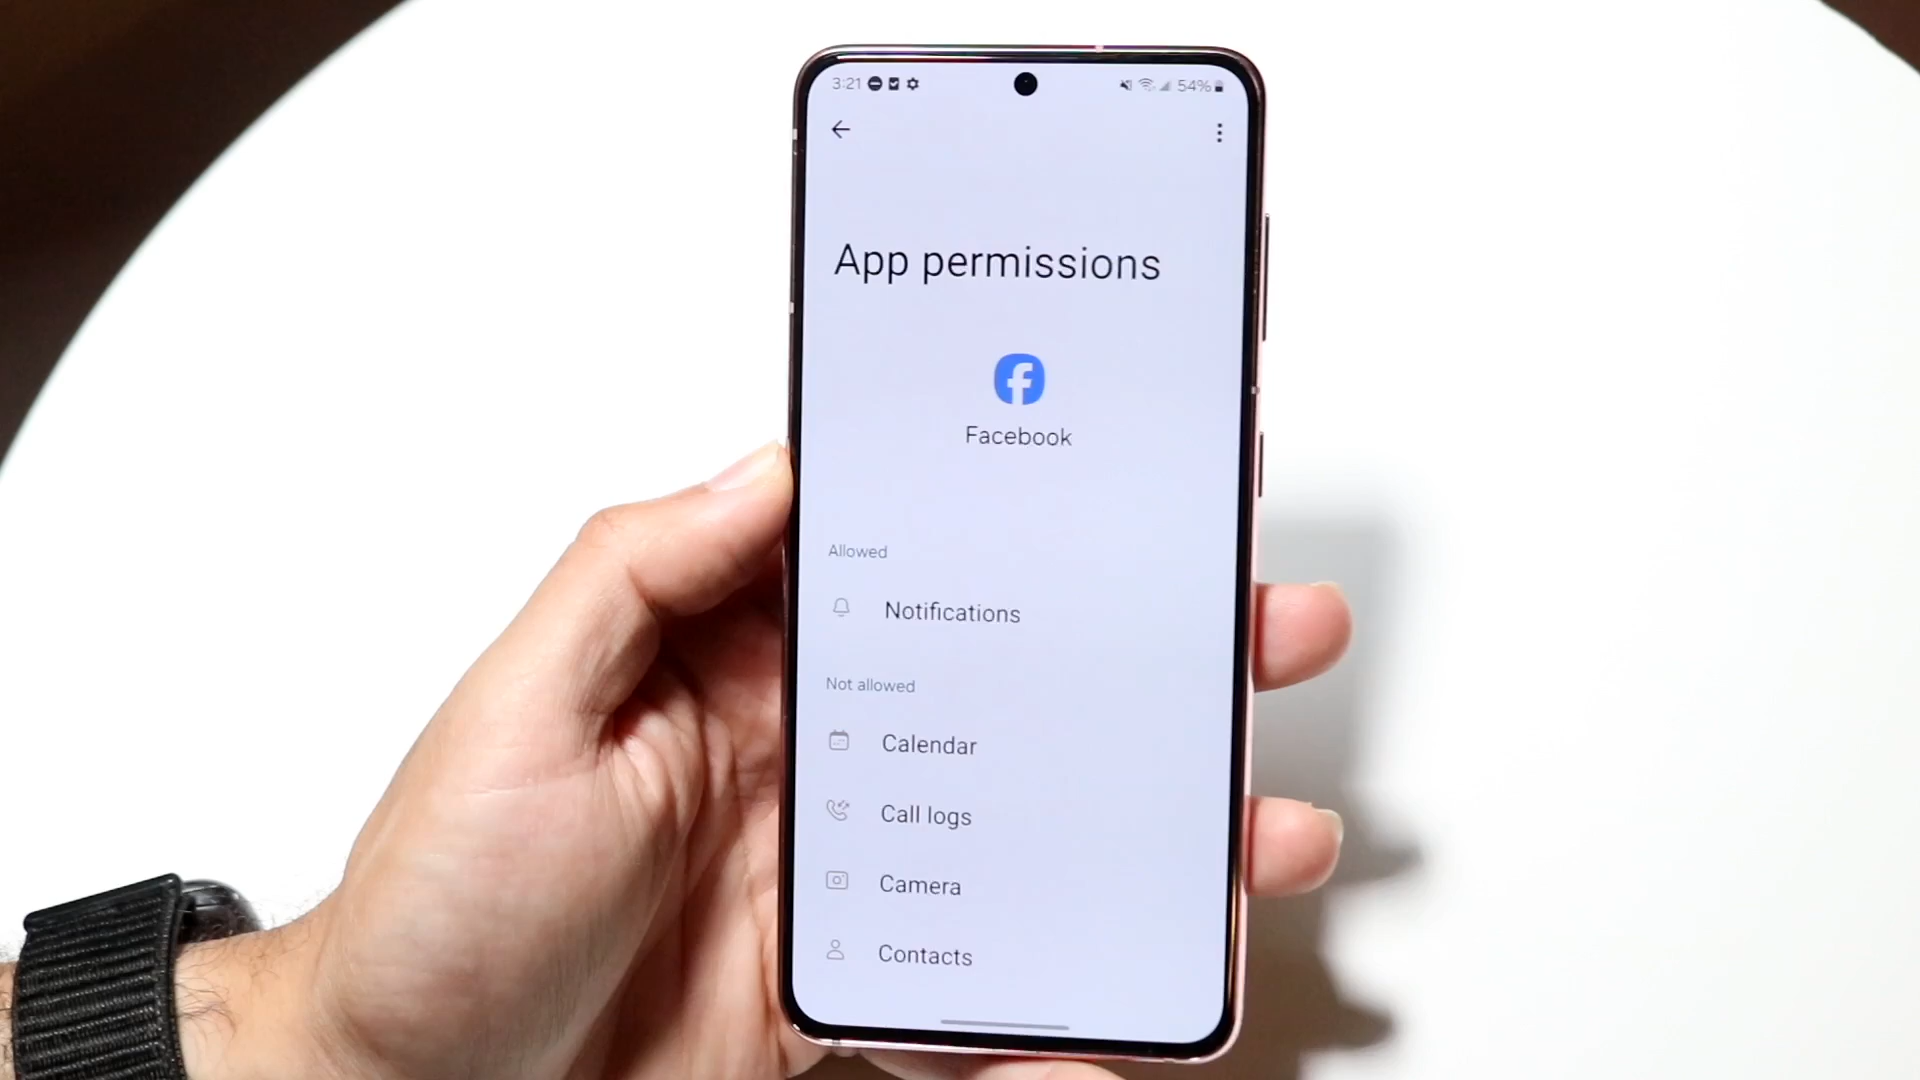 3:21 54%
App permissions
Facebook
Allowed
Notifications
Not allowed
Calendar
Call logs
Camera
Contacts